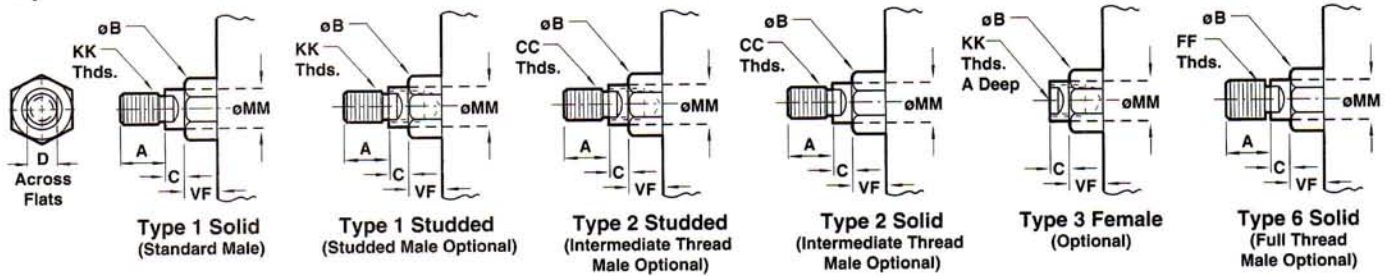 øB
KK
Thds.
øMM
D
A
C
VF
Across
Flats
Type 1 Solid
(Standard Male)
øB
KK
Thds.
øMM
A
C
VF
Type 1 Studded
(Studded Male Optional)
øB
CC
Thds.
øMM
A
C
VF
Type 2 Studded
(Intermediate Thread
Male Optional)
øB
CC
Thds.
øMM
A
C
VF
Type 2 Solid
(Intermediate Thread
Male Optional)
øB
KK
Thds.
A Deep
øMM
C
VF
Type 3 Female
(Optional)
FF
Thds.
øB
øMM
A
C
VF
Type 6 Solid
(Full Thread
Male Optional)